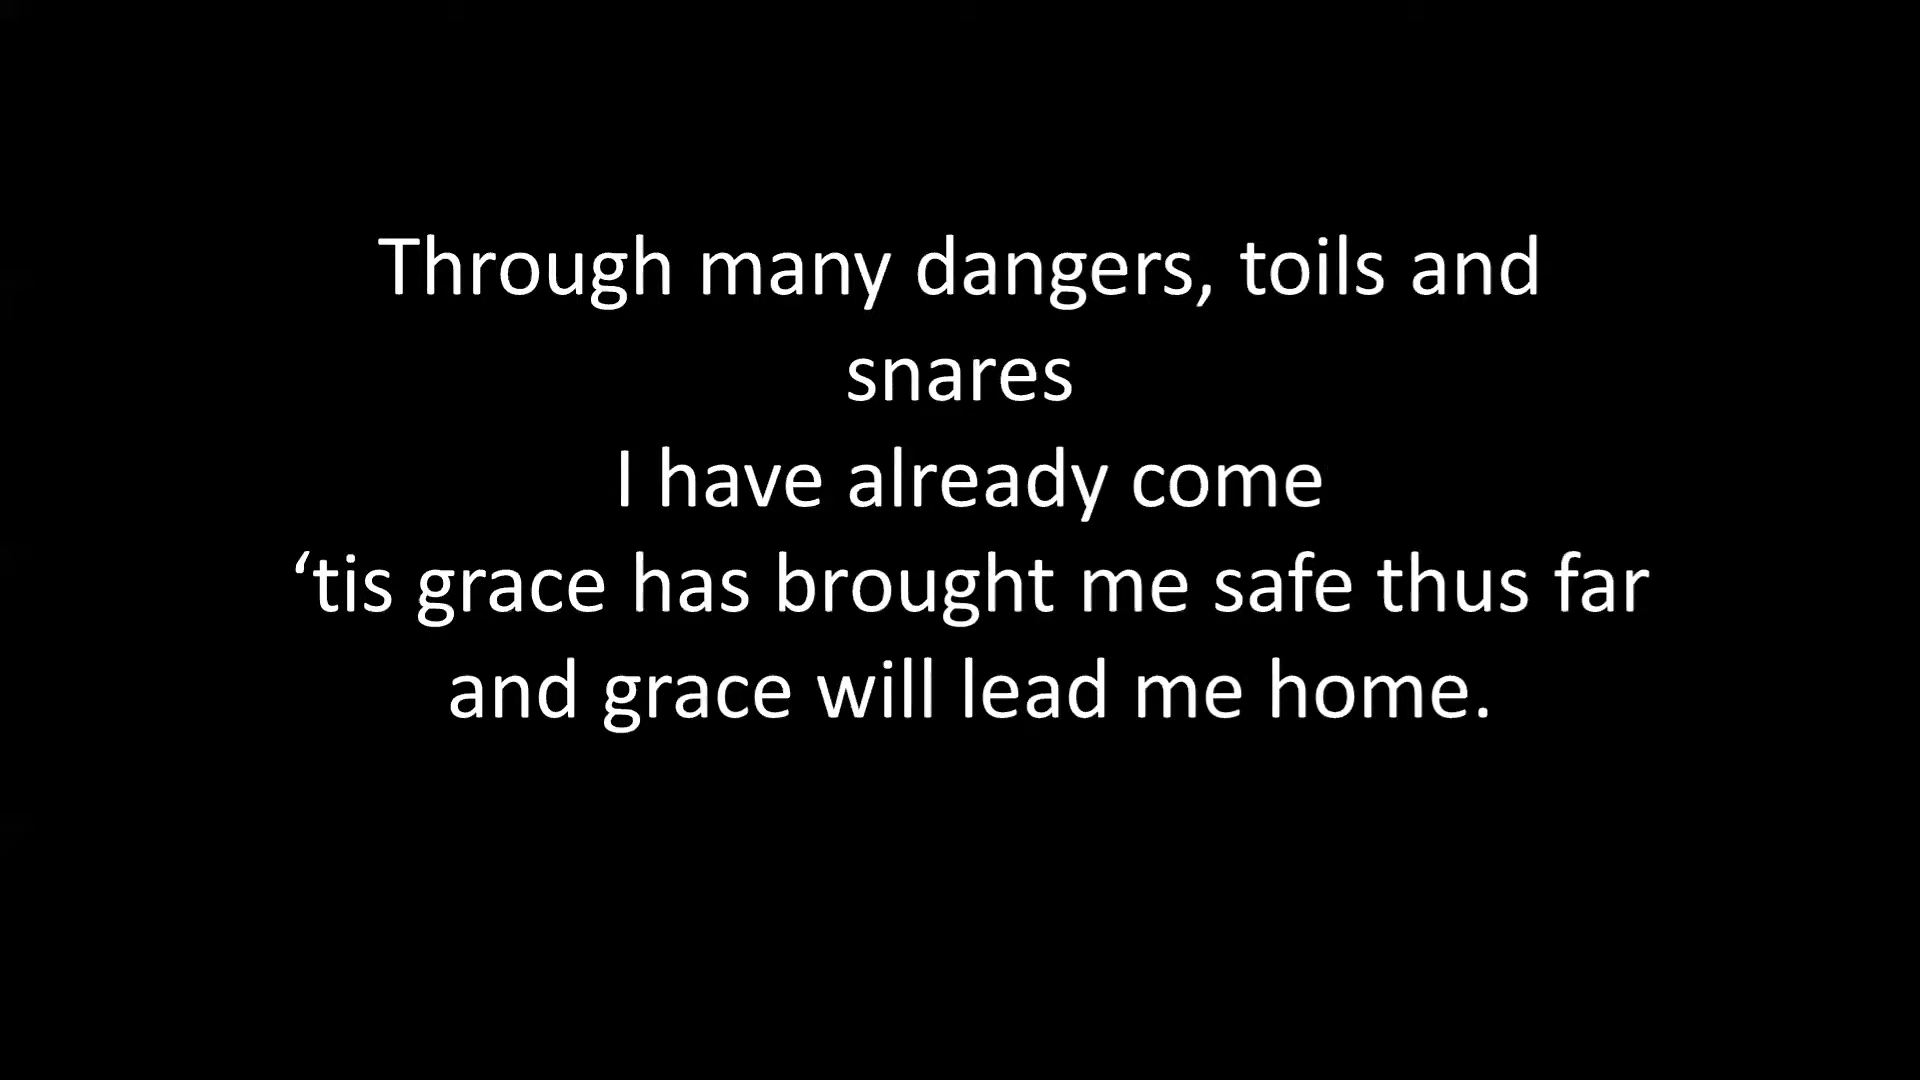 Through many dangers, toils and
snares
I have already come
‘tis grace has brought me safe thus far
and grace will lead me home.